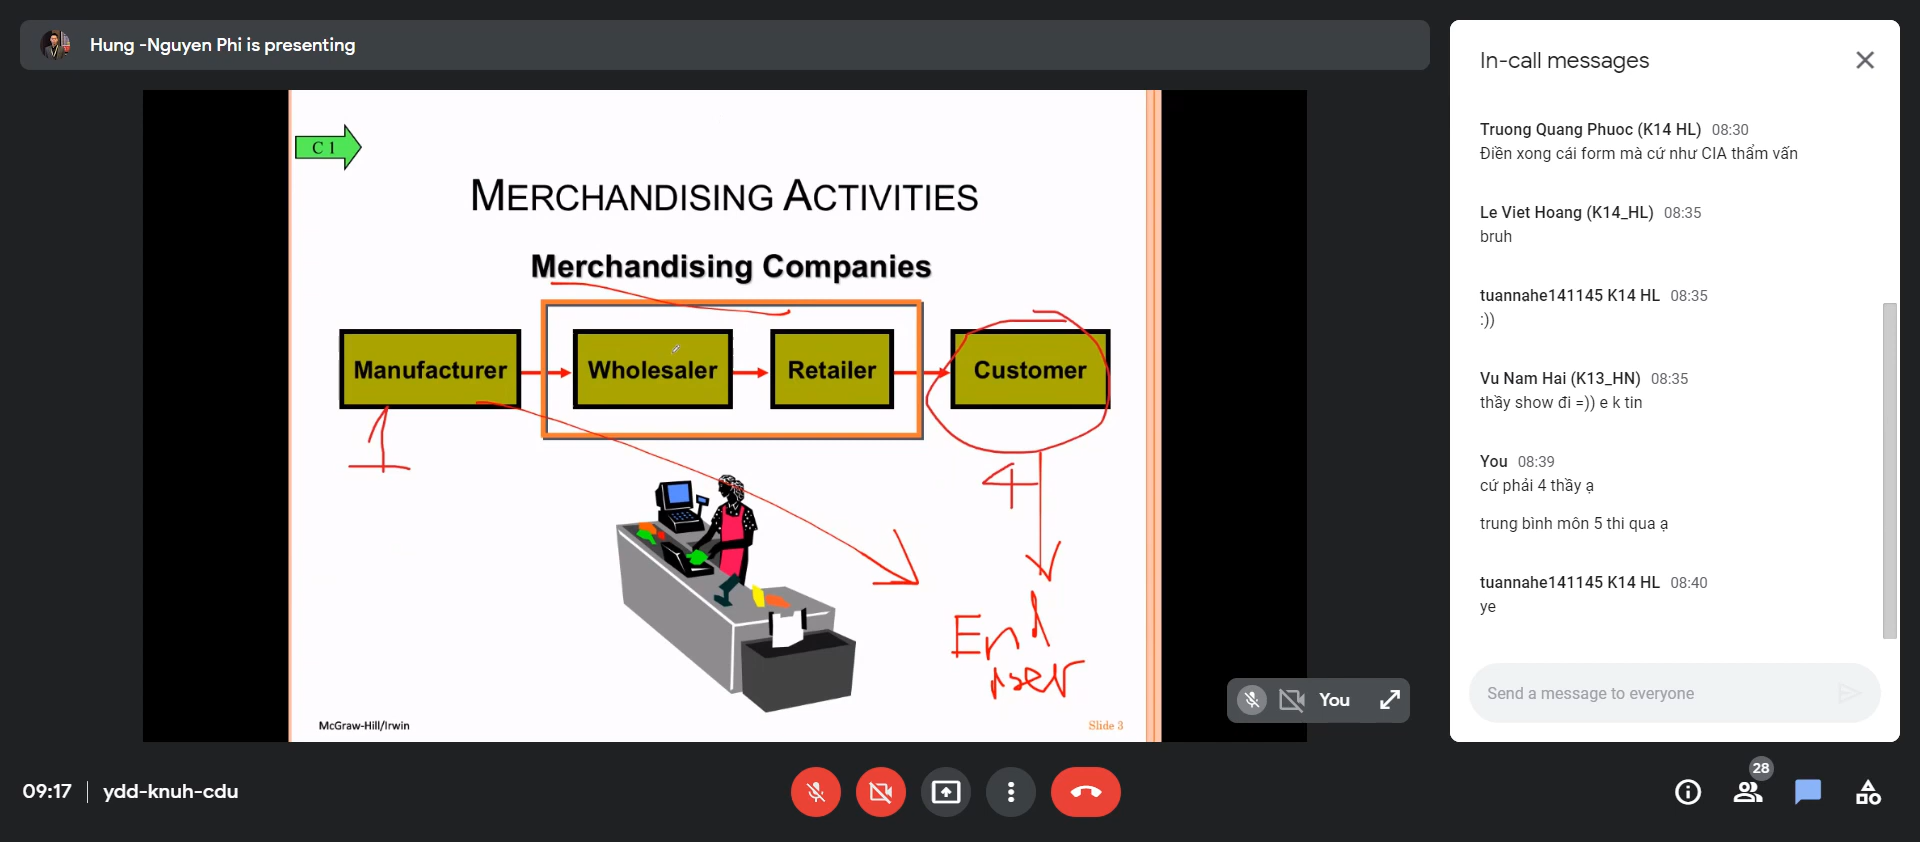 Hung -Nguyen Phi is presenting
C 1
MERCHANDISING ACTIVITIES
Merchandising Companies
Manufacturer
Wholesaler
Retailer
Customer
1
4
End
user
McGraw-Hill/Irwin
Slide 3
You
In-call messages
Truong Quang Phuoc (K14 HL) 08:30
Điền xong cái form mà cứ như CIA thẩm vấn
Le Viet Hoang (K14_HL) 08:35
bruh
tuannahe141145 K14 HL 08:35
:))
Vu Nam Hai (K13_HN) 08:35
thầy show đi =)) e k tin
You 08:39
cứ phải 4 thầy ạ
trung bình môn 5 thi qua ạ
tuannahe141145 K14 HL 08:40
ye
Send a message to everyone
09:17 | ydd-knuh-cdu
28